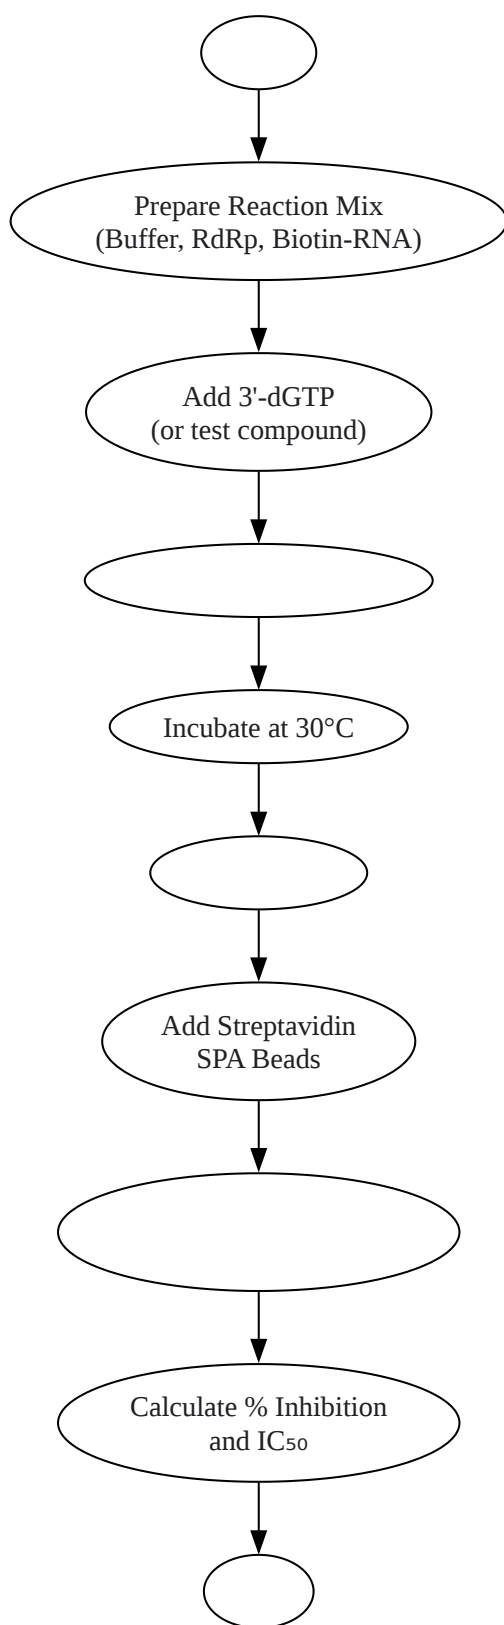 Prepare Reaction Mix
(Buffer, RdRp, Biotin-RNA)
Add 3'-dGTP
(or test compound)
Incubate at 30°C
Add Streptavidin
SPA Beads
Calculate % Inhibition
and IC₅₀